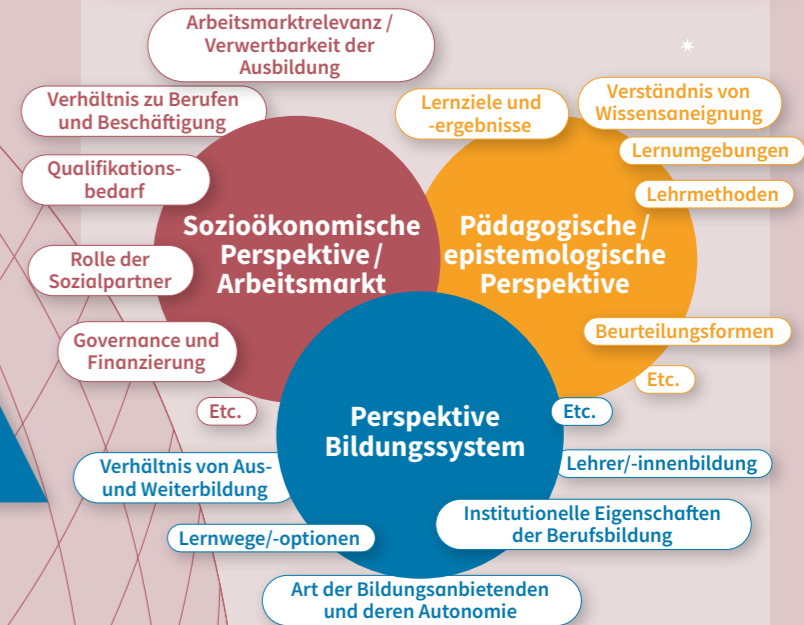 Arbeitsmarktrelevanz /
Verwertbarkeit der
Ausbildung
Verhältnis zu Berufen
und Beschäftigung
Qualifikations-
bedarf
Rolle der
Sozialpartner
Governance und
Finanzierung
Etc.
Sozioökonomische
Perspektive /
Arbeitsmarkt
Lernziele und
-ergebnisse
Verständnis von
Wissensaneignung
Lernumgebungen
Lehrmethoden
Pädagogische /
epistemologische
Perspektive
Beurteilungsformen
Etc.
Perspektive
Bildungssystem
Etc.
Verhältnis von Aus-
und Weiterbildung
Lehrer/-innenbildung
Lernwege/-optionen
Institutionelle Eigenschaften
der Berufsbildung
Art der Bildungsanbietenden
und deren Autonomie